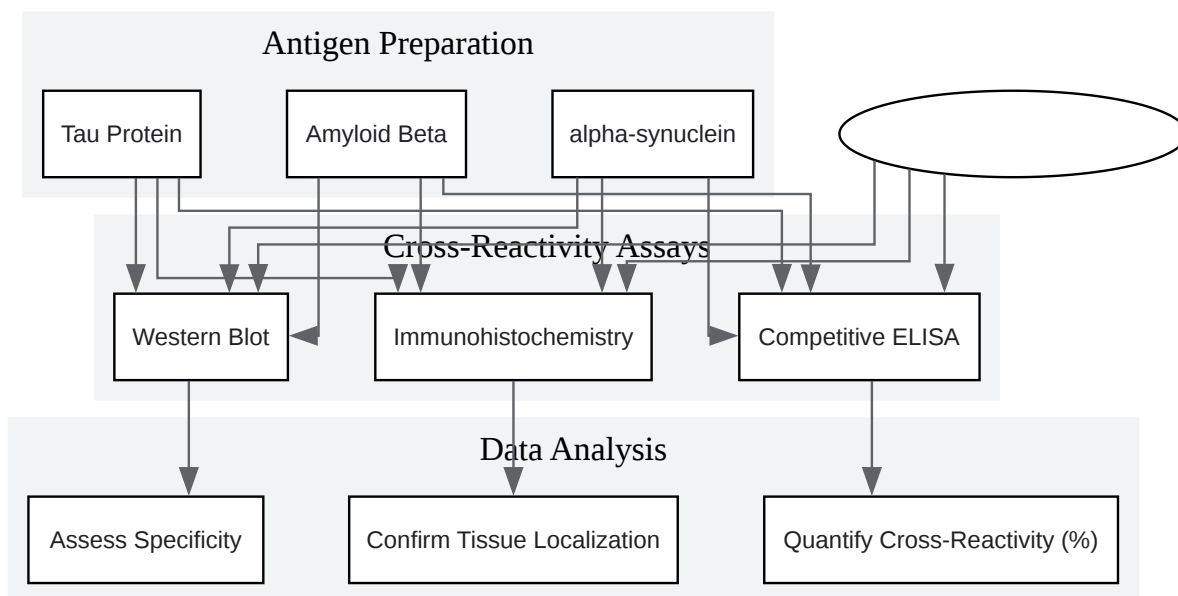 Antigen Preparation
Tau Protein
Amyloid Beta
alpha-synuclein
Cross-Reactivity Assays
Western Blot
Immunohistochemistry
Competitive ELISA
Data Analysis
Assess Specificity
Confirm Tissue Localization
Quantify Cross-Reactivity (%)